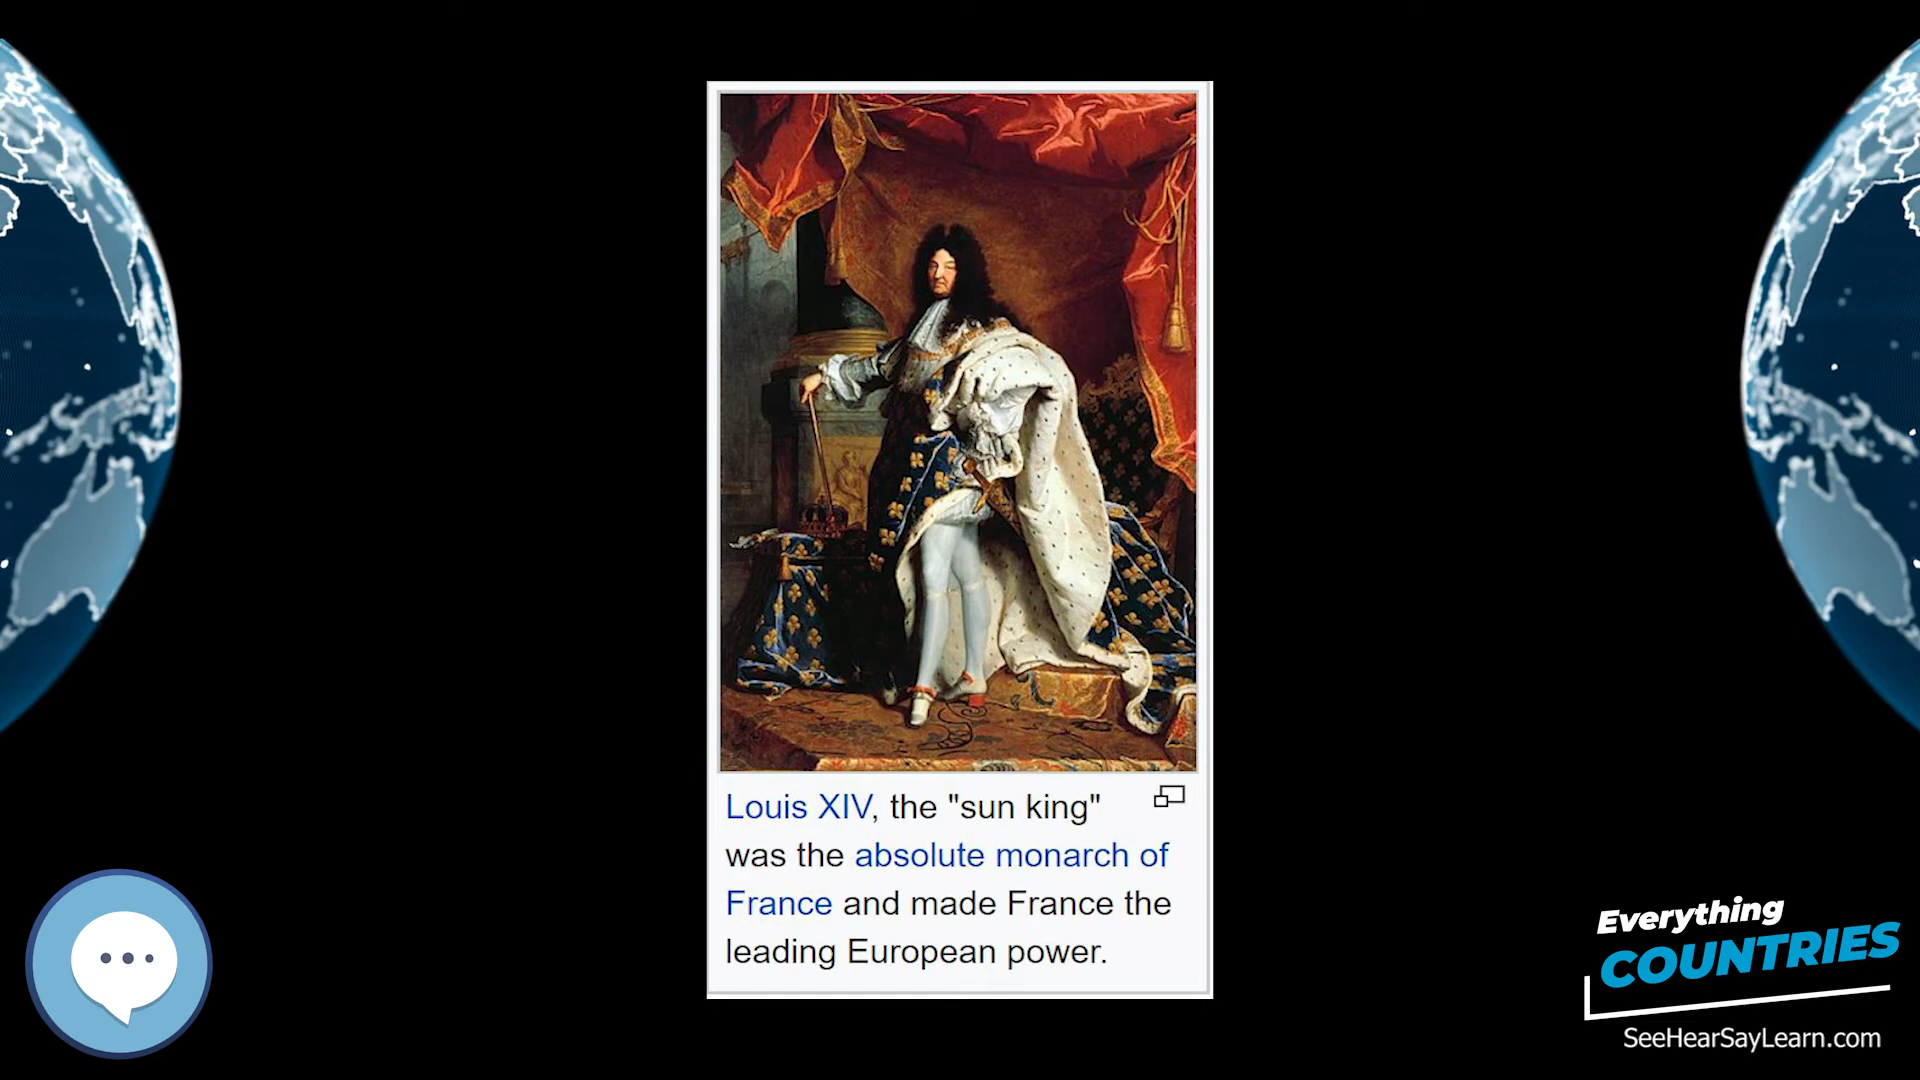 Louis XIV, the "sun king"
was the absolute monarch of
France and made France the
leading European power.
Everything
COUNTRIES
SeeHearSayLearn.com